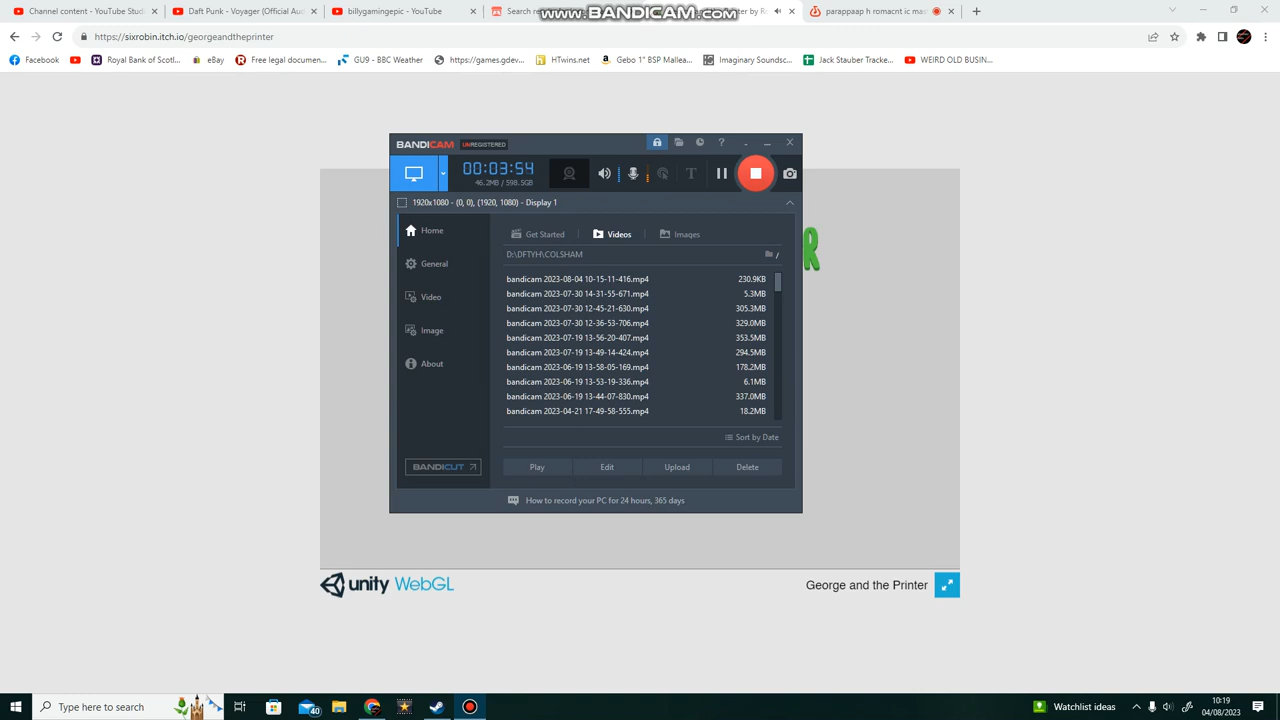 Channel content - YouTube Studi
Daft Punk - Voyager (Official Au
billygamingepic - YouTube
Search re
www.BANDICAM.com
Printer by Ro
parappaap h romacnt ic mas
https://sixrobin.itch.io/georgeandtheprinter
Facebook
Royal Bank of Scotl...
eBay
Free legal documen...
GU9 - BBC Weather
https://games.gdev...
HTwins.net
Gebo 1" BSP Mallea...
Imaginary Soundsc...
Jack Stauber Tracke...
WEIRD OLD BUSIN...
BANDICAM UNREGISTERED
00:03:54
46.2MB / 598.5GB
1920x1080 - (0, 0), (1920, 1080) - Display 1
Home
General
Video
Image
About
BANDICUT
Get Started
Videos
Images
D:\DFTYH\COLSHAM
bandicam 2023-08-04 10-15-11-416.mp4 230.9KB
bandicam 2023-07-30 14-31-55-671.mp4 5.3MB
bandicam 2023-07-30 12-45-21-630.mp4 305.3MB
bandicam 2023-07-30 12-36-53-706.mp4 329.0MB
bandicam 2023-07-19 13-56-20-407.mp4 353.5MB
bandicam 2023-07-19 13-49-14-424.mp4 294.5MB
bandicam 2023-06-19 13-58-05-169.mp4 178.2MB
bandicam 2023-06-19 13-53-19-336.mp4 6.1MB
bandicam 2023-06-19 13-44-07-830.mp4 337.0MB
bandicam 2023-04-21 17-49-58-555.mp4 18.2MB
Sort by Date
Play
Edit
Upload
Delete
How to record your PC for 24 hours, 365 days
R
unity WebGL
George and the Printer
Type here to search
40
Watchlist ideas
10:19
04/08/2023